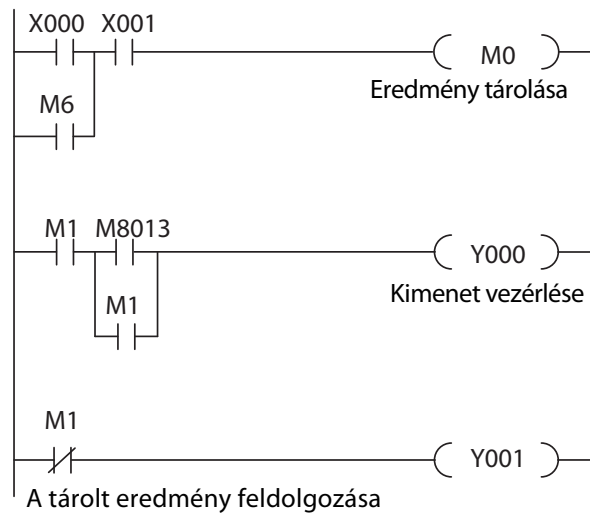 X000 X001
M0
Eredmény tárolása
M6
M1 M8013
Y000
Kimenet vezérlése
M1
M1
Y001
A tárolt eredmény feldolgozása